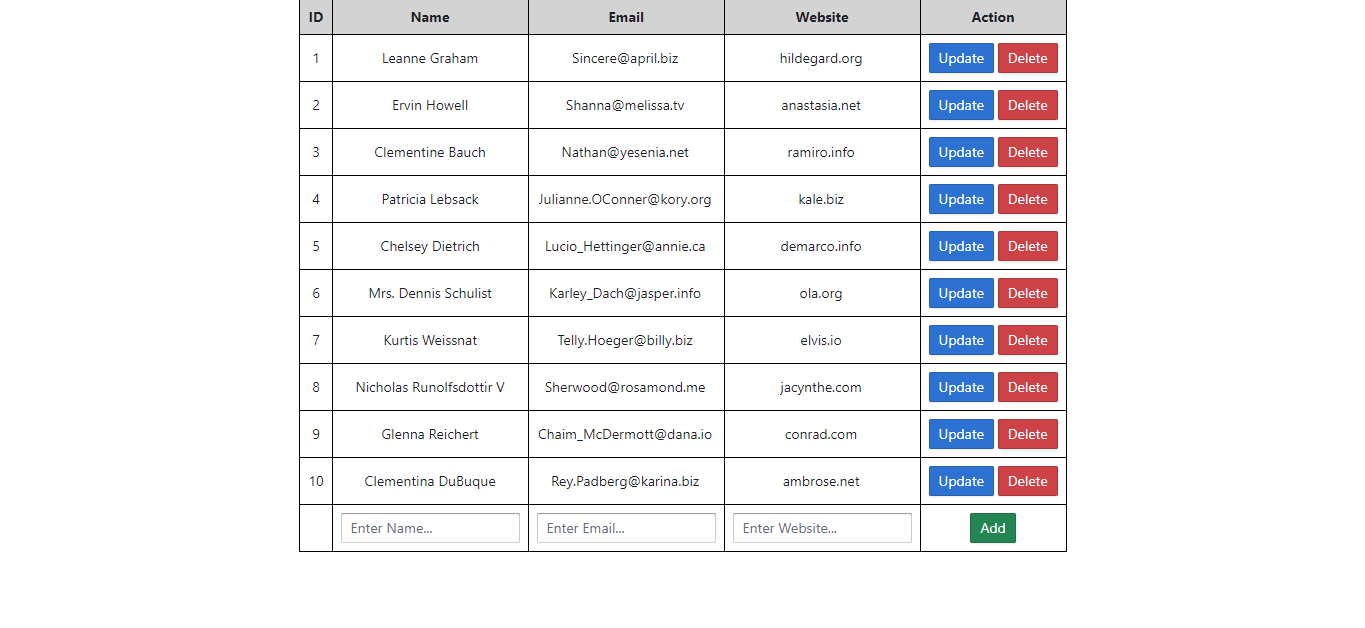 ID Name Email Website Action
1 Leanne Graham Sincere@april.biz hildegard.org Update Delete
2 Ervin Howell Shanna@melissa.tv anastasia.net Update Delete
3 Clementine Bauch Nathan@yesenia.net ramiro.info Update Delete
4 Patricia Lebsack Julianne.OConner@kory.org kale.biz Update Delete
5 Chelsey Dietrich Lucio_Hettinger@annie.ca demarco.info Update Delete
6 Mrs. Dennis Schulist Karley_Dach@jasper.info ola.org Update Delete
7 Kurtis Weissnat Telly.Hoeger@billy.biz elvis.io Update Delete
8 Nicholas Runolfsdottir V Sherwood@rosamond.me jacynthe.com Update Delete
9 Glenna Reichert Chaim_McDermott@dana.io conrad.com Update Delete
10 Clementina DuBuque Rey.Padberg@karina.biz ambrose.net Update Delete
Enter Name... Enter Email... Enter Website... Add